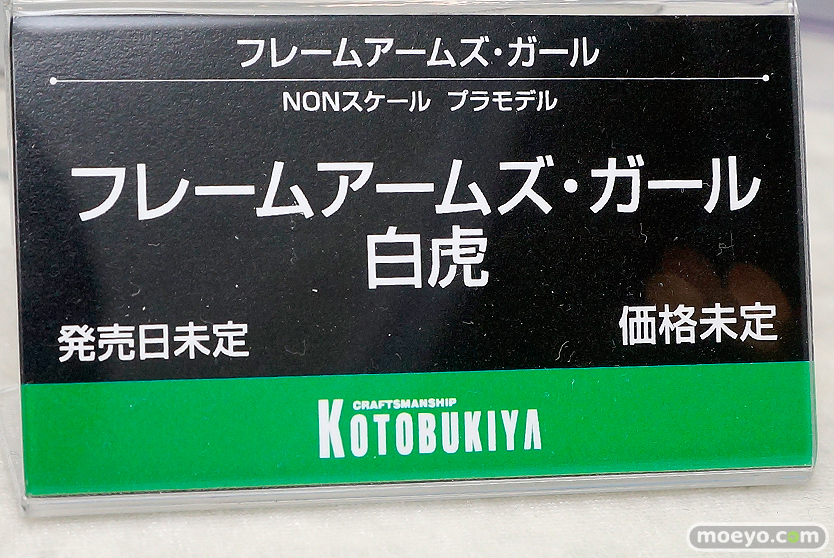 フレームアームズ・ガール
NONスケール プラモデル
フレームアームズ・ガール
白虎
発売日未定
価格未定
CRAFTSMANSHIP
KOTOBUKIYA
moeyo.com